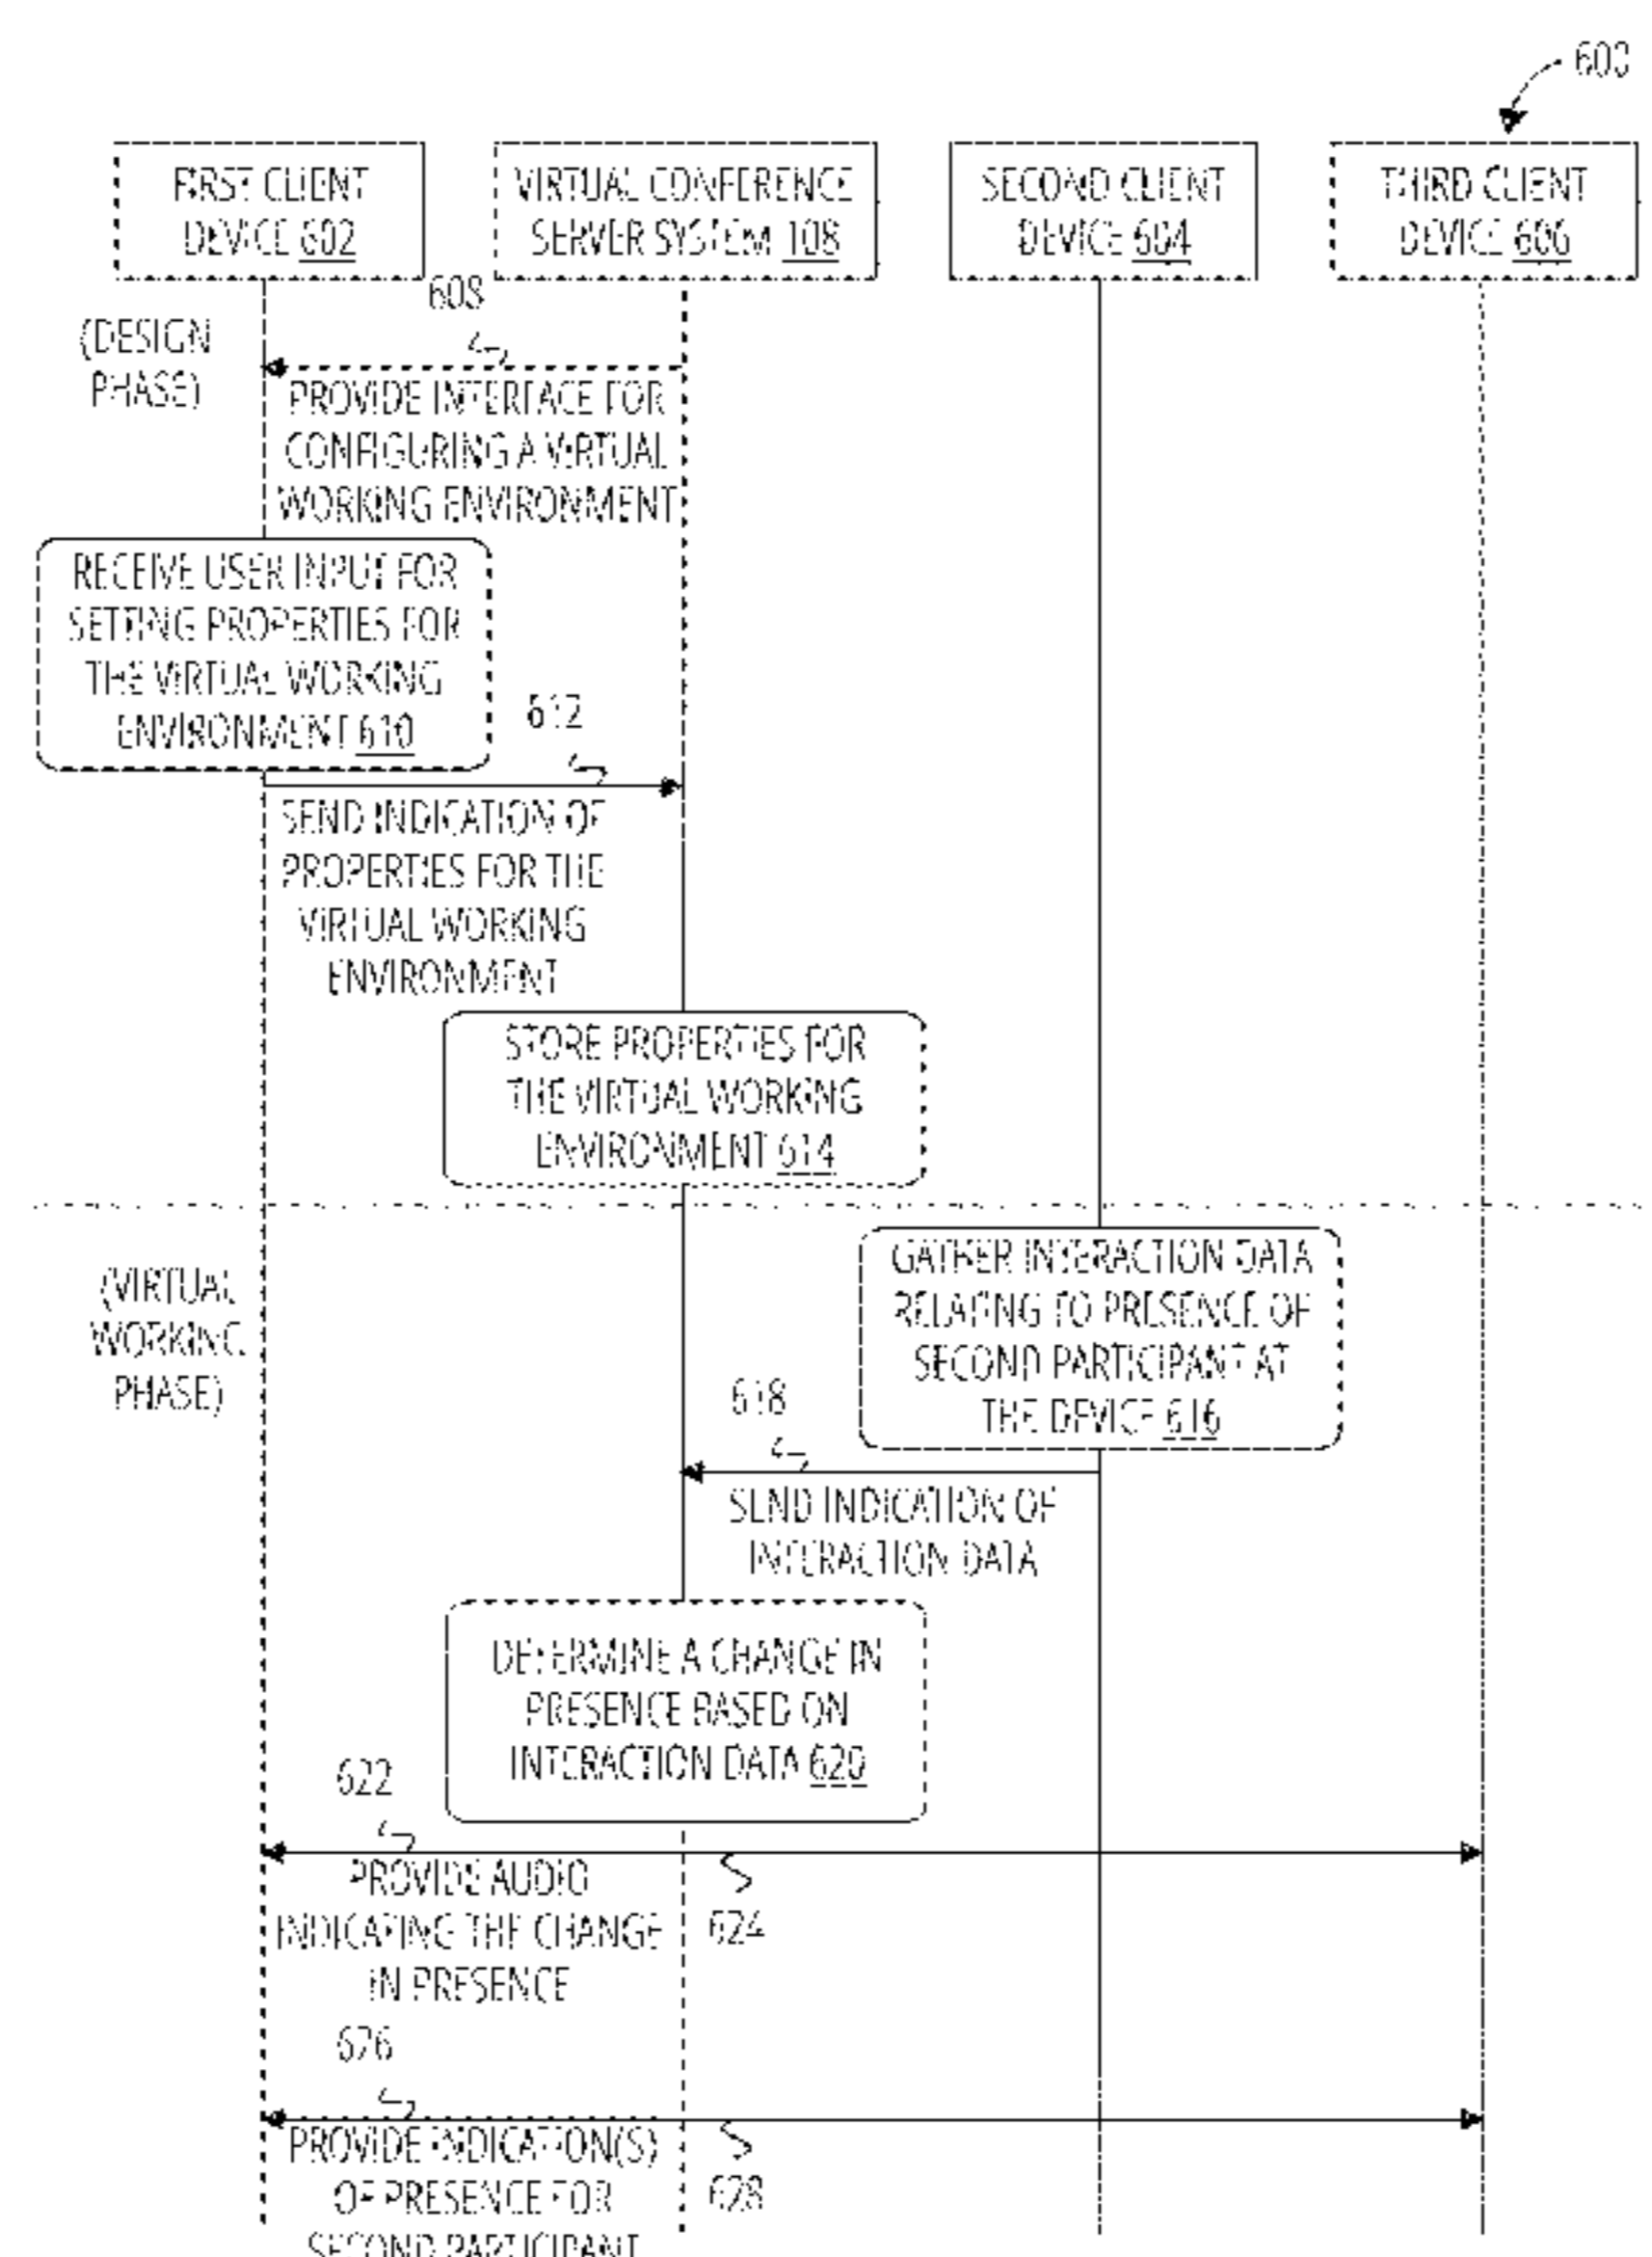 600
FIRST CLIENT
DEVICE 602
VIRTUAL CONFERENCE
SERVER SYSTEM 108
SECOND CLIENT
DEVICE 604
THIRD CLIENT
DEVICE 606
(DESIGN
PHASE)
608
PROVIDE INTERFACE FOR
CONFIGURING A VIRTUAL
WORKING ENVIRONMENT
RECEIVE USER INPUT FOR
SETTING PROPERTIES FOR
THE VIRTUAL WORKING
ENVIRONMENT 610
612
SEND INDICATION OF
PROPERTIES FOR THE
VIRTUAL WORKING
ENVIRONMENT
STORE PROPERTIES FOR
THE VIRTUAL WORKING
ENVIRONMENT 614
(VIRTUAL
WORKING
PHASE)
GATHER INTERACTION DATA
RELATING TO PRESENCE OF
SECOND PARTICIPANT AT
THE DEVICE 616
618
SEND INDICATION OF
INTERACTION DATA
DETERMINE A CHANGE IN
PRESENCE BASED ON
INTERACTION DATA 620
622
PROVIDE AUDIO
INDICATING THE CHANGE
IN PRESENCE
624
626
PROVIDE INDICATION(S)
OF PRESENCE FOR
SECOND PARTICIPANT
628